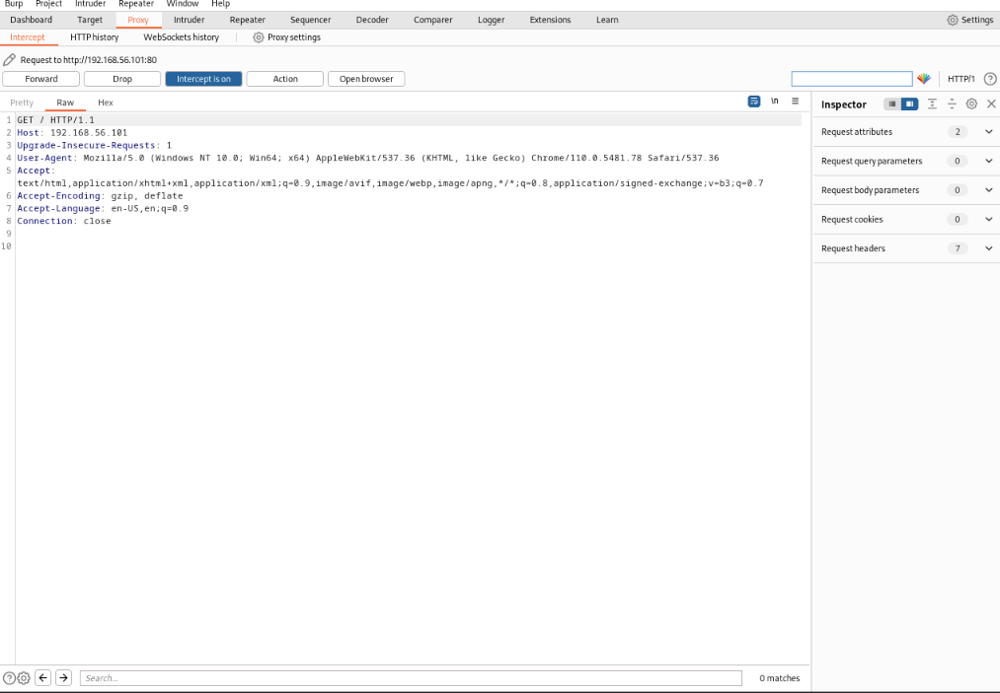 Burp Project Intruder Repeater Window Help
Dashboard Target Proxy Intruder Repeater Sequencer Decoder Comparer Logger Extensions Learn Settings
Intercept HTTP history WebSockets history Proxy settings
Request to http://192.168.56.101:80
Forward Drop Intercept is on Action Open browser HTTP/1
Pretty Raw Hex \n
1 GET / HTTP/1.1
2 Host: 192.168.56.101
3 Upgrade-Insecure-Requests: 1
4 User-Agent: Mozilla/5.0 (Windows NT 10.0; Win64; x64) AppleWebKit/537.36 (KHTML, like Gecko) Chrome/110.0.5481.78 Safari/537.36
5 Accept:
text/html,application/xhtml+xml,application/xml;q=0.9,image/avif,image/webp,image/apng,*/*;q=0.8,application/signed-exchange;v=b3;q=0.7
6 Accept-Encoding: gzip, deflate
7 Accept-Language: en-US,en;q=0.9
8 Connection: close
9
10
Inspector
Request attributes 2
Request query parameters 0
Request body parameters 0
Request cookies 0
Request headers 7
Search... 0 matches